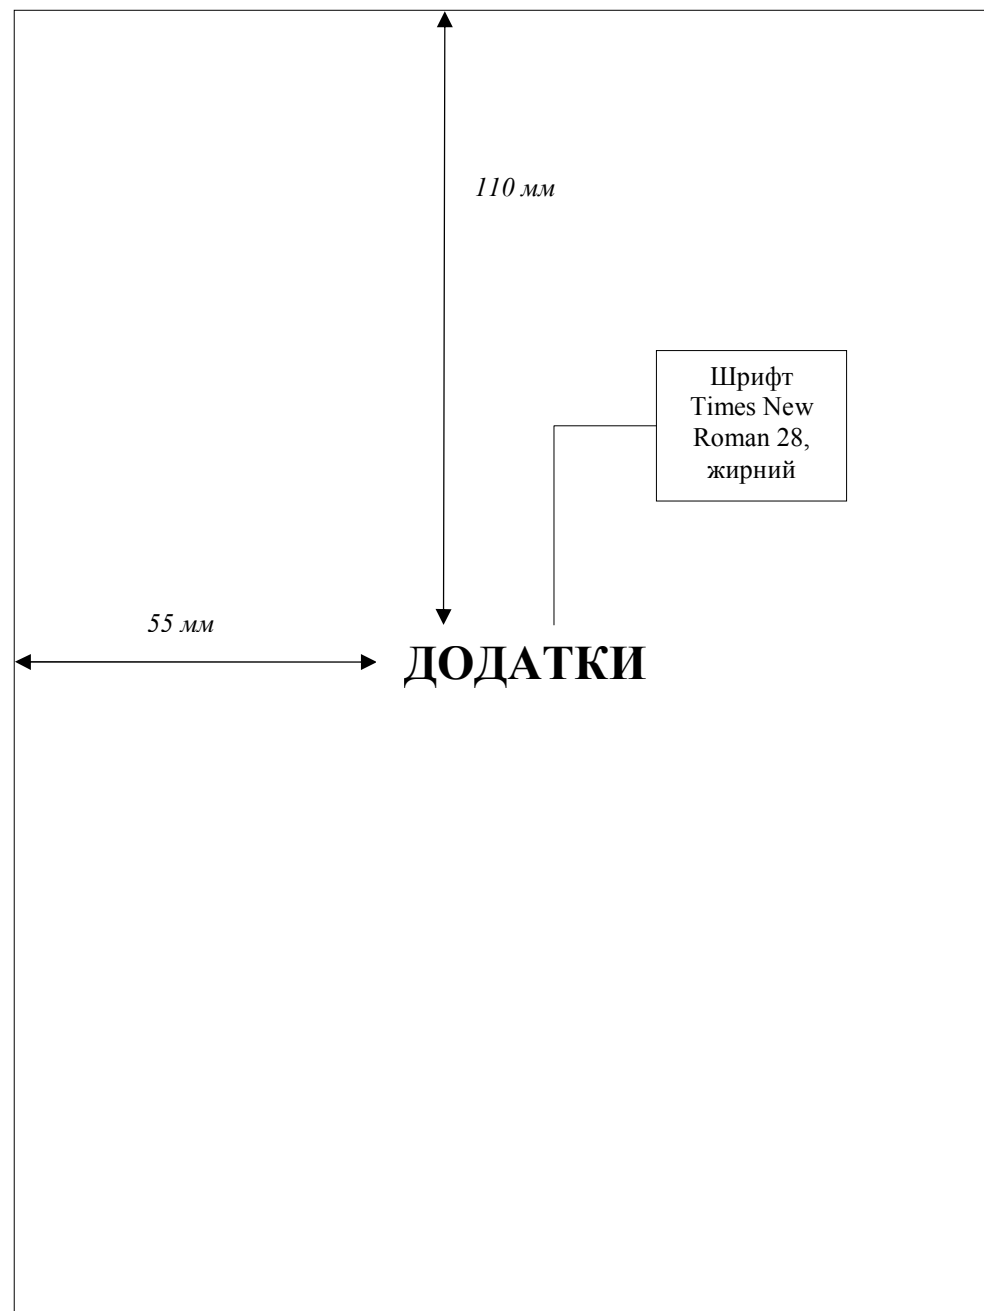 110 мм
Шрифт
Times New
Roman 28,
жирний
55 мм
ДОДАТКИ